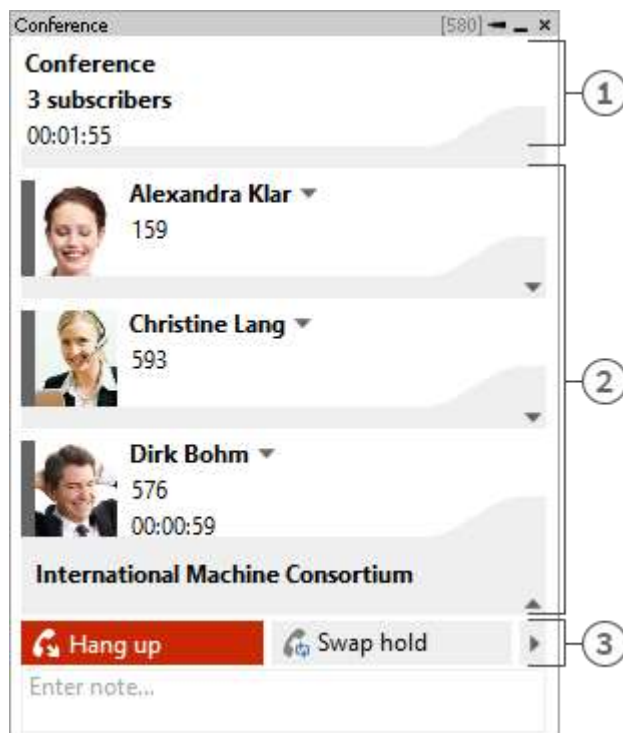 Conference [580]
Conference
3 subscribers
00:01:55
1
Alexandra Klar
159
Christine Lang
593
2
Dirk Bohm
576
00:00:59
International Machine Consortium
Hang up Swap hold
3
Enter note...